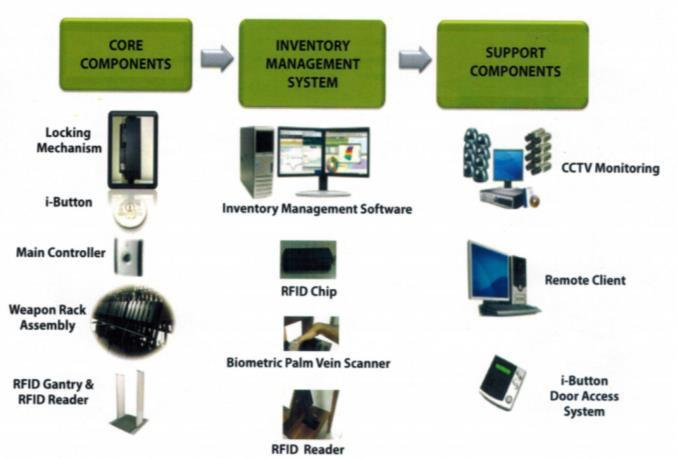 CORE
COMPONENTS
INVENTORY
MANAGEMENT
SYSTEM
SUPPORT
COMPONENTS
Locking
Mechanism
i-Button
Main Controller
Weapon Rack
Assembly
RFID Gantry &
RFID Reader
Inventory Management Software
RFID Chip
Biometric Palm Vein Scanner
RFID Reader
CCTV Monitoring
Remote Client
i-Button
Door Access
System